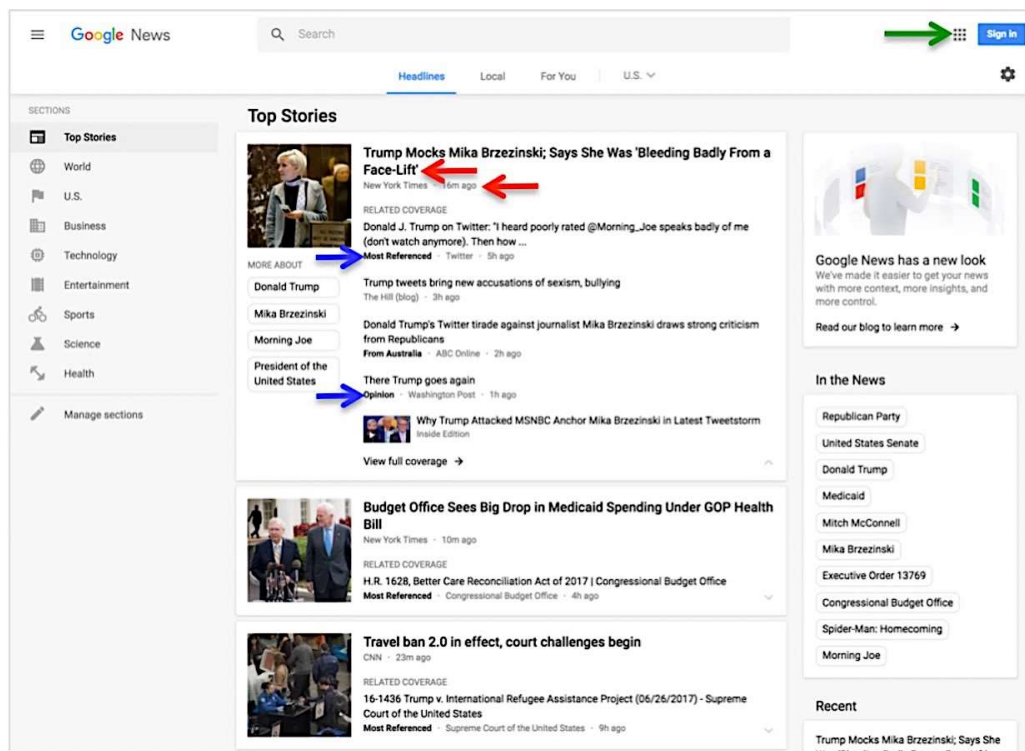 Google News
Search
Sign in
Headlines
Local
For You
U.S.
SECTIONS
Top Stories
World
U.S.
Business
Technology
Entertainment
Sports
Science
Health
Manage sections
Top Stories
Trump Mocks Mika Brzezinski; Says She Was 'Bleeding Badly From a
Face-Lift'
New York Times · 16m ago
RELATED COVERAGE
Donald J. Trump on Twitter: "I heard poorly rated @Morning_Joe speaks badly of me
(don't watch anymore). Then how ...
Most Referenced · Twitter · 5h ago
Trump tweets bring new accusations of sexism, bullying
The Hill (blog) · 3h ago
Donald Trump's Twitter tirade against journalist Mika Brzezinski draws strong criticism
from Republicans
From Australia · ABC Online · 2h ago
There Trump goes again
Opinion · Washington Post · 1h ago
Why Trump Attacked MSNBC Anchor Mika Brzezinski in Latest Tweetstorm
Inside Edition
View full coverage →
MORE ABOUT
Donald Trump
Mika Brzezinski
Morning Joe
President of the
United States
Budget Office Sees Big Drop in Medicaid Spending Under GOP Health
Bill
New York Times · 10m ago
RELATED COVERAGE
H.R. 1628, Better Care Reconciliation Act of 2017 | Congressional Budget Office
Most Referenced · Congressional Budget Office · 4h ago
Travel ban 2.0 in effect, court challenges begin
CNN · 23m ago
RELATED COVERAGE
16-1436 Trump v. International Refugee Assistance Project (06/26/2017) - Supreme
Court of the United States
Most Referenced · Supreme Court of the United States · 9h ago
Google News has a new look
We've made it easier to get your news
with more context, more insights, and
more control.
Read our blog to learn more →
In the News
Republican Party
United States Senate
Donald Trump
Medicaid
Mitch McConnell
Mika Brzezinski
Executive Order 13769
Congressional Budget Office
Spider-Man: Homecoming
Morning Joe
Recent
Trump Mocks Mika Brzezinski; Says She